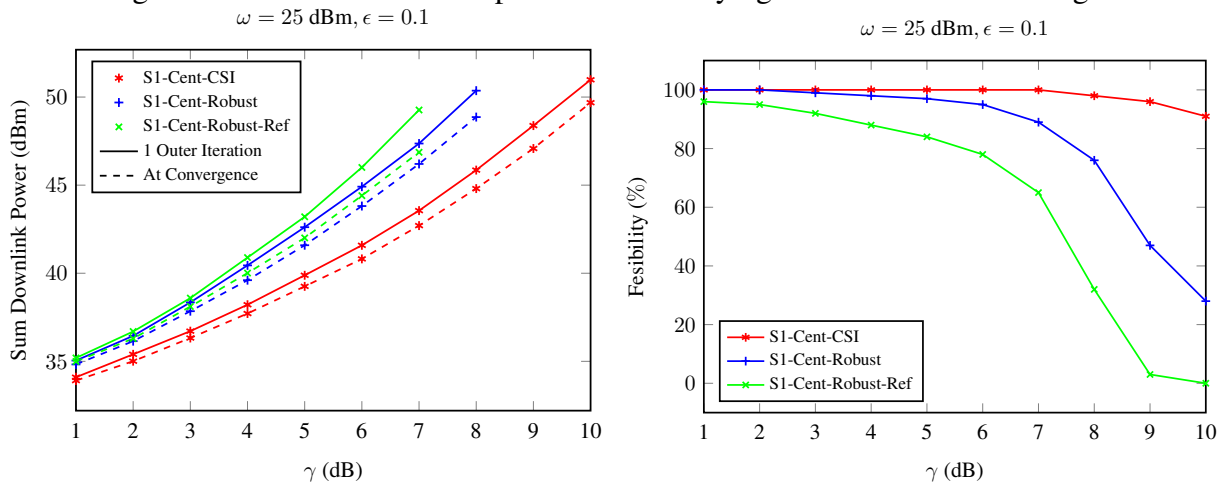 ω = 25 dBm, ϵ = 0.1
50
45
40
35
Sum Downlink Power (dBm)
S1-Cent-CSI
S1-Cent-Robust
S1-Cent-Robust-Ref
1 Outer Iteration
At Convergence
1 2 3 4 5 6 7 8 9 10
γ (dB)
ω = 25 dBm, ϵ = 0.1
100
80
60
40
20
0
Fesibility (%)
S1-Cent-CSI
S1-Cent-Robust
S1-Cent-Robust-Ref
1 2 3 4 5 6 7 8 9 10
γ (dB)